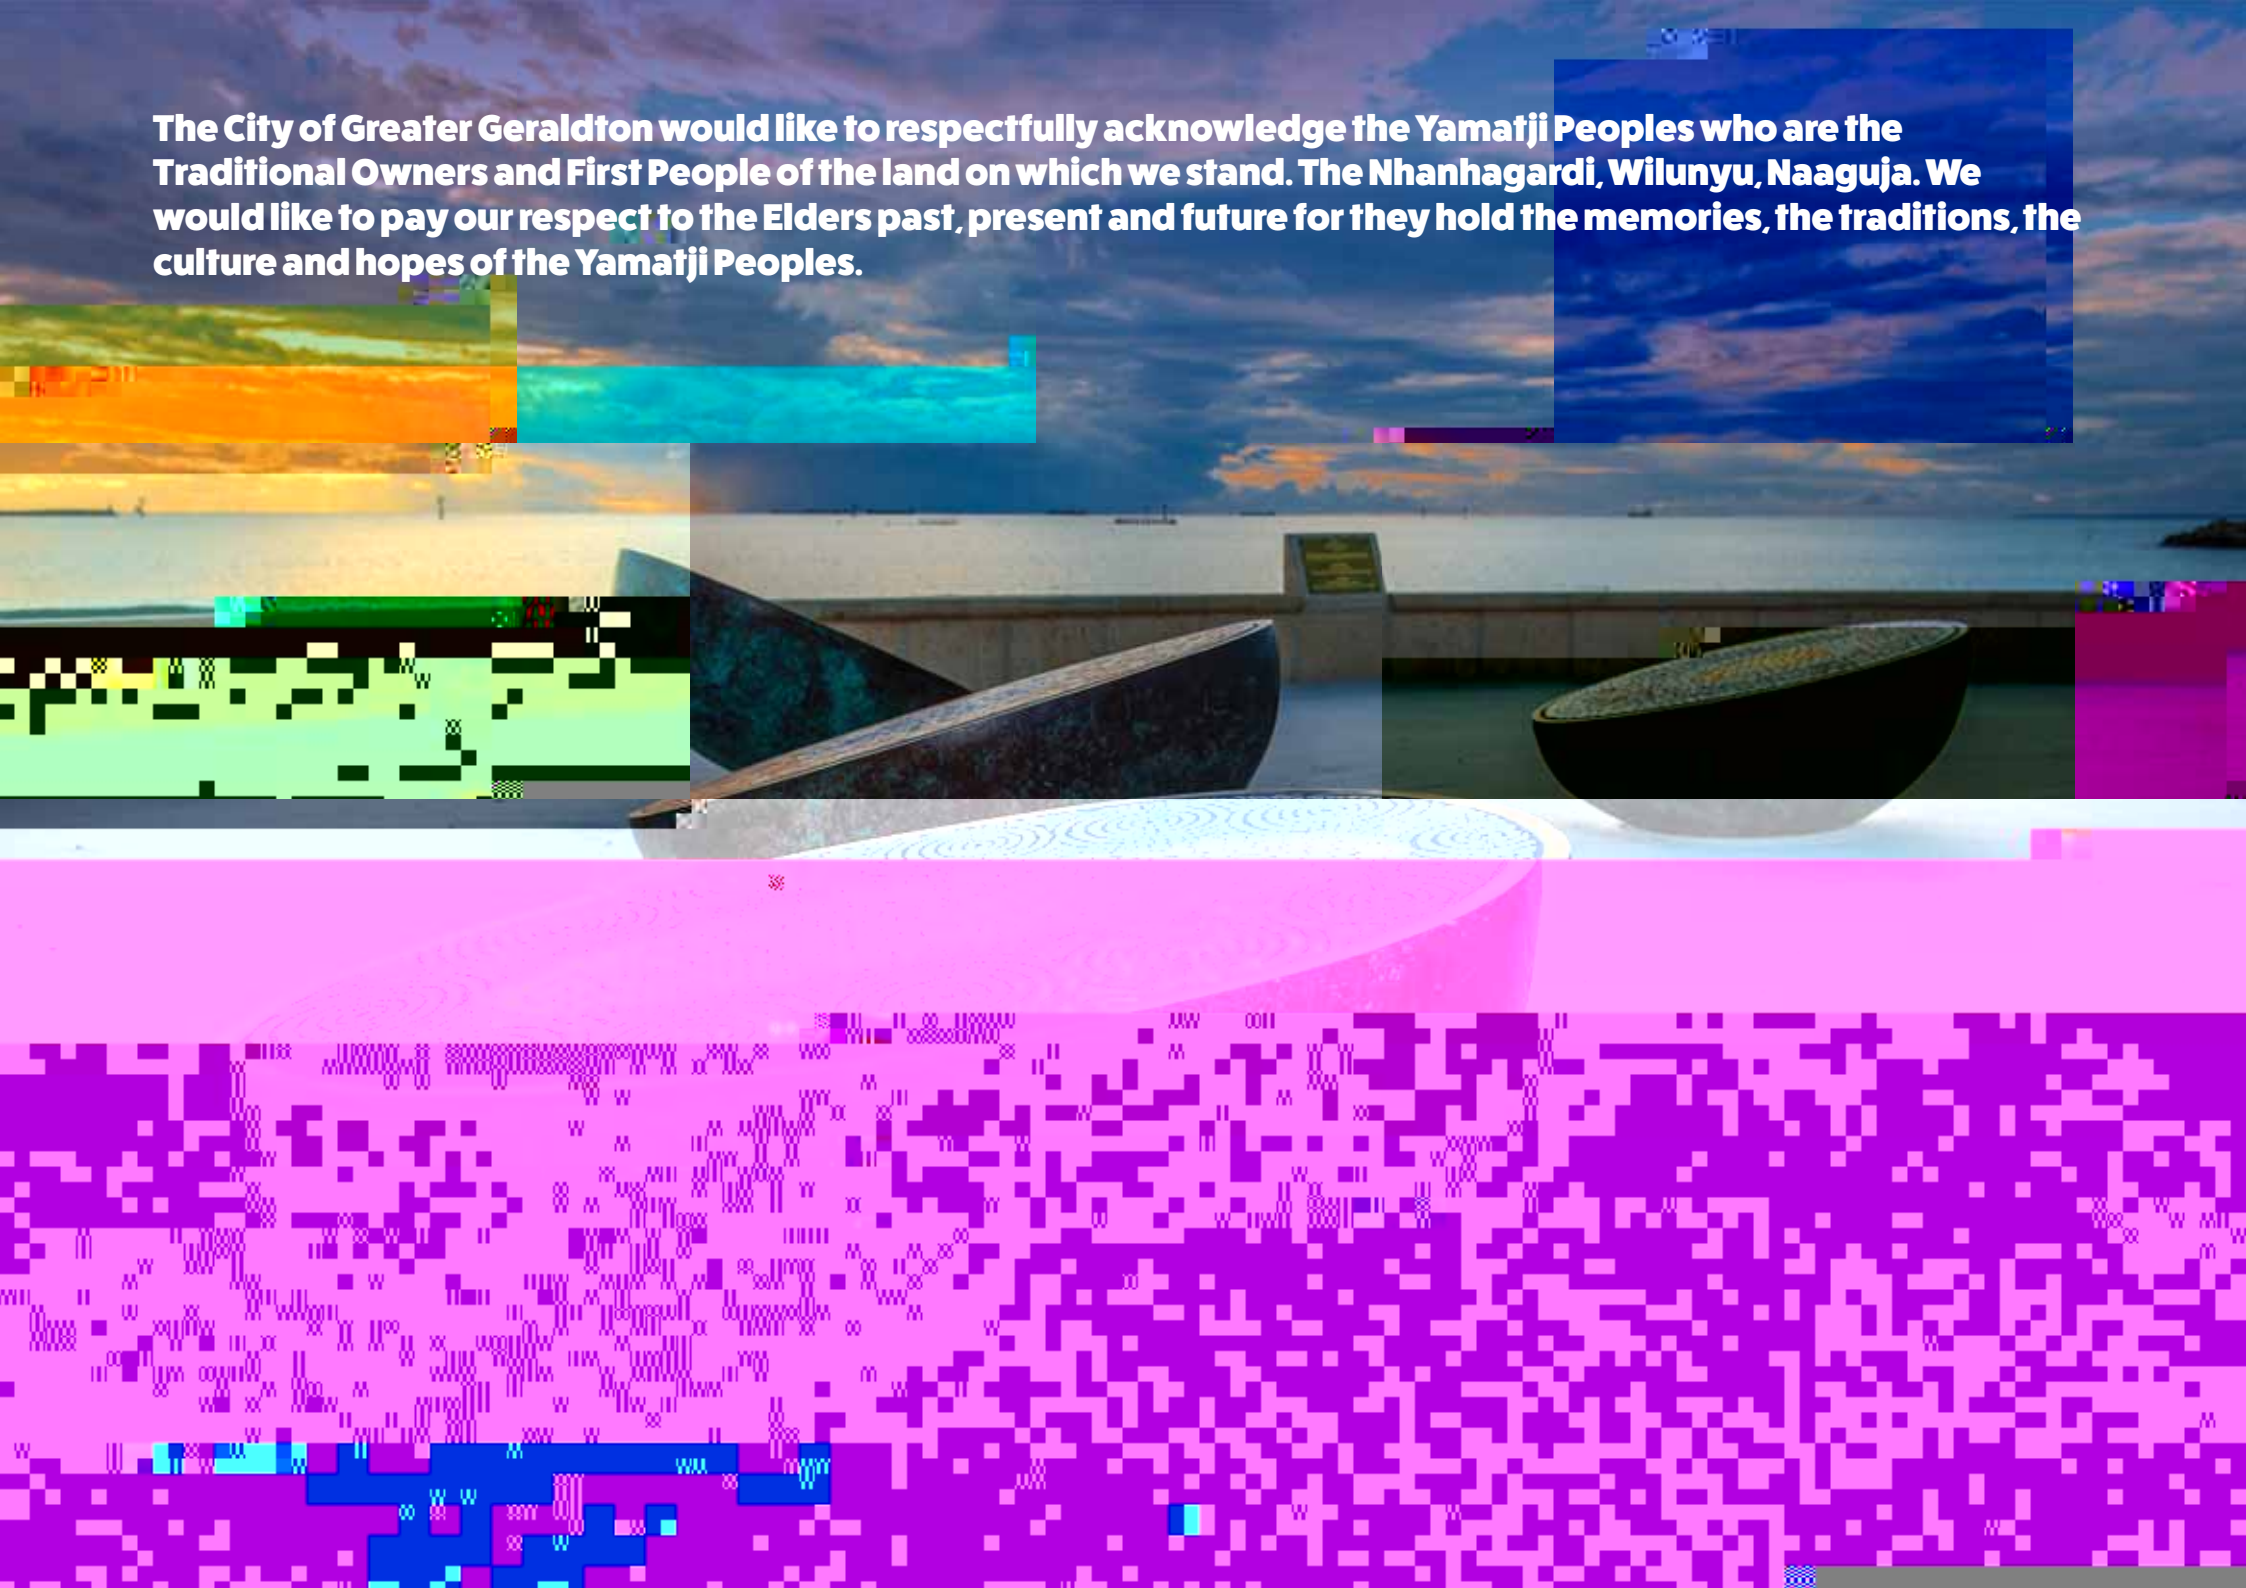 The City of Greater Geraldton would like to respectfully acknowledge the Yamatji Peoples who are the
Traditional Owners and First People of the land on which we stand. The Nhanhagardi, Wilunyu, Naaguja. We
would like to pay our respect to the Elders past, present and future for they hold the memories, the traditions, the
culture and hopes of the Yamatji Peoples.